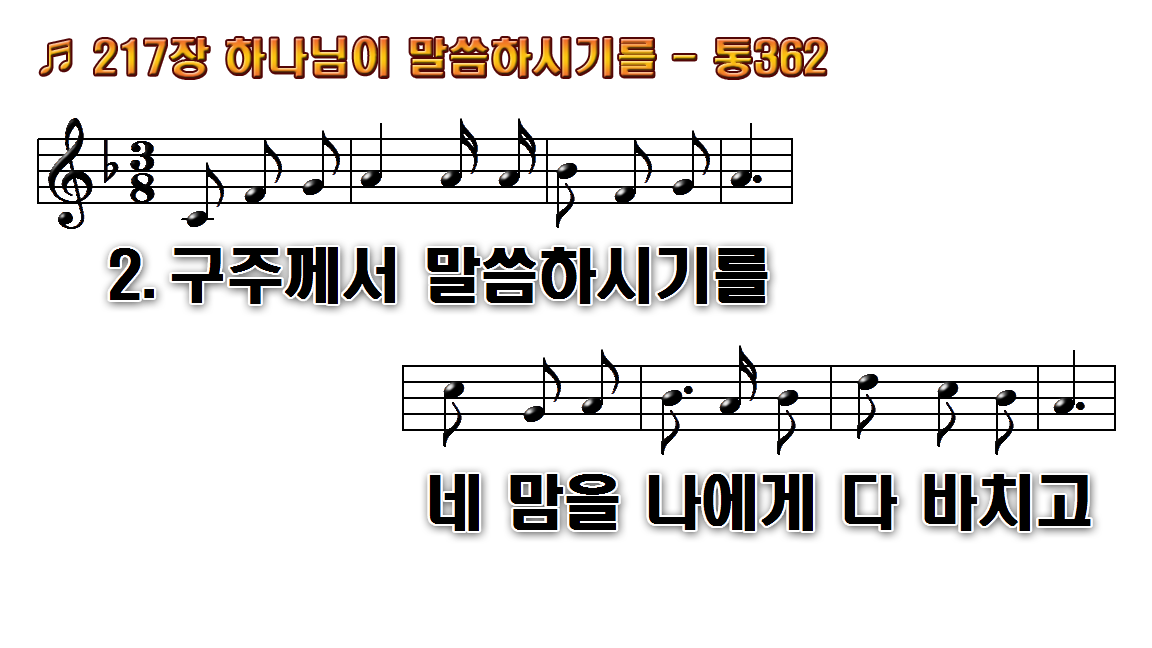 ♬ 217장 하나님이 말씀하시기를 - 통362
3
8
2. 구주께서 말씀하시기를
네 맘을 나에게 다 바치고